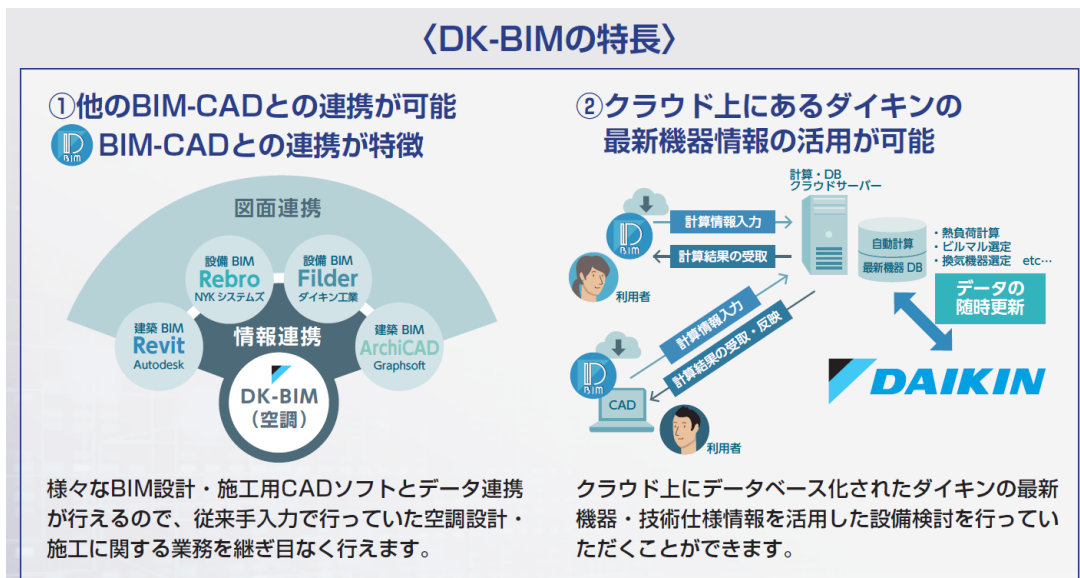 〈DK-BIMの特長〉
①他のBIM-CADとの連携が可能
D
BIM
BIM-CADとの連携が特徴
図面連携
設備 BIM
Rebro
NYK システムズ
設備 BIM
Filder
ダイキン工業
建築 BIM
Revit
Autodesk
情報連携
建築 BIM
ArchiCAD
Graphsoft
DK-BIM
(空調)
様々なBIM設計・施工用CADソフトとデータ連携
が行えるので、従来手入力で行っていた空調設計・
施工に関する業務を継ぎ目なく行えます。
②クラウド上にあるダイキンの
最新機器情報の活用が可能
計算・DB
クラウドサーバー
D
BIM
計算情報入力
計算結果の受取
利用者
自動計算
最新機器 DB
・熱負荷計算
・ビルマル選定
・換気機器選定 etc…
データの
随時更新
計算情報入力
計算結果の受取・反映
D
BIM
CAD
利用者
DAIKIN
クラウド上にデータベース化されたダイキンの最新
機器・技術仕様情報を活用した設備検討を行ってい
ただくことができます。